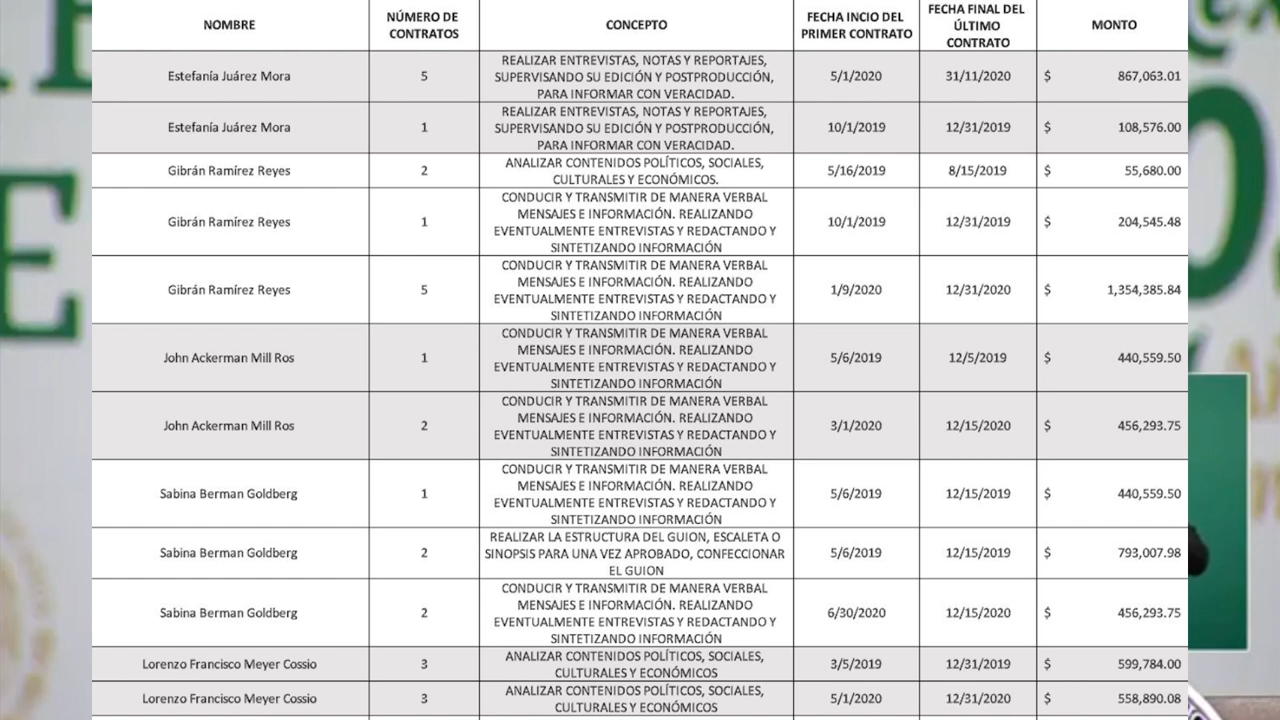 NOMBRE
NÚMERO DE
CONTRATOS
CONCEPTO
FECHA INCIO DEL
PRIMER CONTRATO
FECHA FINAL DEL
ÚLTIMO
CONTRATO
MONTO
Estefanía Juárez Mora
5
REALIZAR ENTREVISTAS, NOTAS Y REPORTAJES,
SUPERVISANDO SU EDICIÓN Y POSTPRODUCCIÓN,
PARA INFORMAR CON VERACIDAD.
5/1/2020
31/11/2020
$ 867,063.01
Estefanía Juárez Mora
1
REALIZAR ENTREVISTAS, NOTAS Y REPORTAJES,
SUPERVISANDO SU EDICIÓN Y POSTPRODUCCIÓN,
PARA INFORMAR CON VERACIDAD.
10/1/2019
12/31/2019
$ 108,576.00
Gibrán Ramírez Reyes
2
ANALIZAR CONTENIDOS POLÍTICOS, SOCIALES,
CULTURALES Y ECONÓMICOS.
5/16/2019
8/15/2019
$ 55,680.00
Gibrán Ramírez Reyes
1
CONDUCIR Y TRANSMITIR DE MANERA VERBAL
MENSAJES E INFORMACIÓN. REALIZANDO
EVENTUALMENTE ENTREVISTAS Y REDACTANDO Y
SINTETIZANDO INFORMACIÓN
10/1/2019
12/31/2019
$ 204,545.48
Gibrán Ramírez Reyes
5
CONDUCIR Y TRANSMITIR DE MANERA VERBAL
MENSAJES E INFORMACIÓN. REALIZANDO
EVENTUALMENTE ENTREVISTAS Y REDACTANDO Y
SINTETIZANDO INFORMACIÓN
1/9/2020
12/31/2020
$ 1,354,385.84
John Ackerman Mill Ros
1
CONDUCIR Y TRANSMITIR DE MANERA VERBAL
MENSAJES E INFORMACIÓN. REALIZANDO
EVENTUALMENTE ENTREVISTAS Y REDACTANDO Y
SINTETIZANDO INFORMACIÓN
5/6/2019
12/5/2019
$ 440,559.50
John Ackerman Mill Ros
2
CONDUCIR Y TRANSMITIR DE MANERA VERBAL
MENSAJES E INFORMACIÓN. REALIZANDO
EVENTUALMENTE ENTREVISTAS Y REDACTANDO Y
SINTETIZANDO INFORMACIÓN
3/1/2020
12/15/2020
$ 456,293.75
Sabina Berman Goldberg
1
CONDUCIR Y TRANSMITIR DE MANERA VERBAL
MENSAJES E INFORMACIÓN. REALIZANDO
EVENTUALMENTE ENTREVISTAS Y REDACTANDO Y
SINTETIZANDO INFORMACIÓN
5/6/2019
12/15/2019
$ 440,559.50
Sabina Berman Goldberg
2
REALIZAR LA ESTRUCTURA DEL GUION, ESCALETA O
SINOPSIS PARA UNA VEZ APROBADO, CONFECCIONAR
EL GUION
5/6/2019
12/15/2019
$ 793,007.98
Sabina Berman Goldberg
2
CONDUCIR Y TRANSMITIR DE MANERA VERBAL
MENSAJES E INFORMACIÓN. REALIZANDO
EVENTUALMENTE ENTREVISTAS Y REDACTANDO Y
SINTETIZANDO INFORMACIÓN
6/30/2020
12/15/2020
$ 456,293.75
Lorenzo Francisco Meyer Cossio
3
ANALIZAR CONTENIDOS POLÍTICOS, SOCIALES,
CULTURALES Y ECONÓMICOS
3/5/2019
12/31/2019
$ 599,784.00
Lorenzo Francisco Meyer Cossio
3
ANALIZAR CONTENIDOS POLÍTICOS, SOCIALES,
CULTURALES Y ECONÓMICOS
5/1/2020
12/31/2020
$ 558,890.08